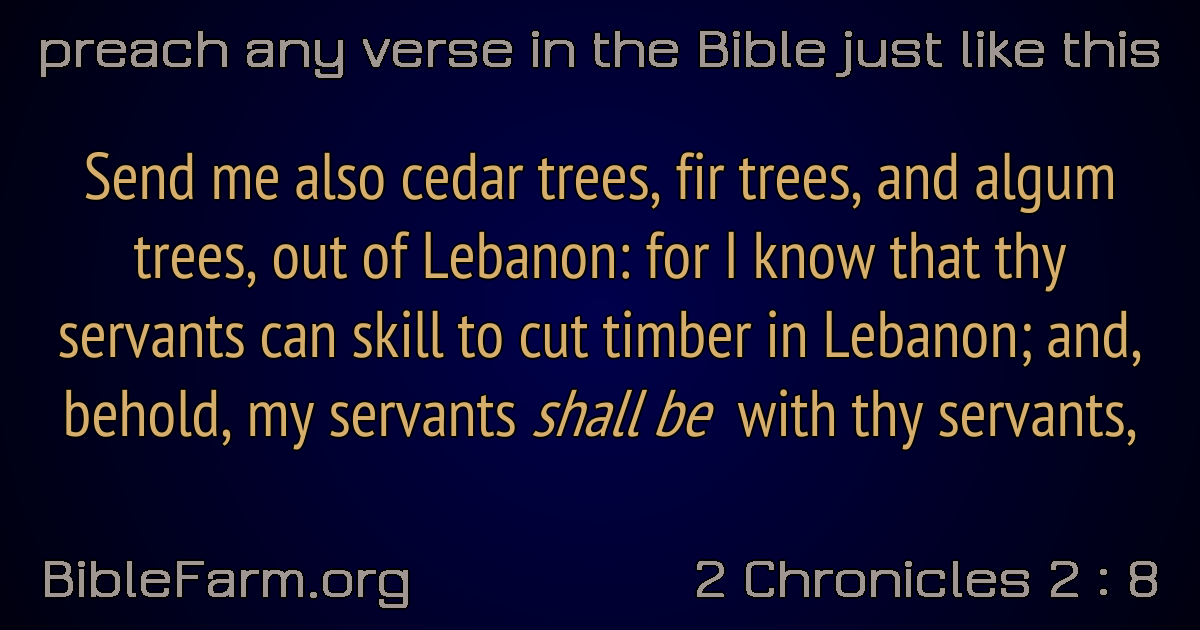 preach any verse in the Bible just like this
Send me also cedar trees, fir trees, and algum
trees, out of Lebanon: for I know that thy
servants can skill to cut timber in Lebanon; and,
behold, my servants shall be with thy servants,
BibleFarm.org
2 Chronicles 2 : 8